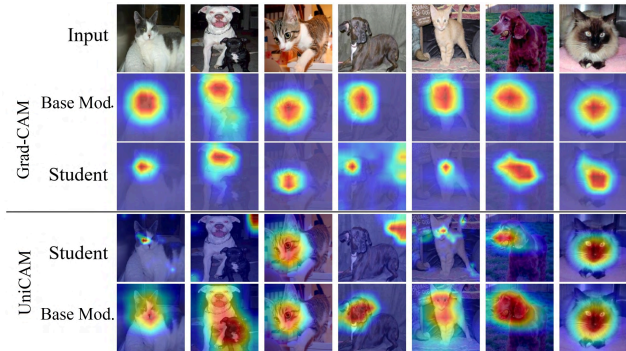 Input
Grad-CAM
Base Mod.
Student
UniCAM
Student
Base Mod.